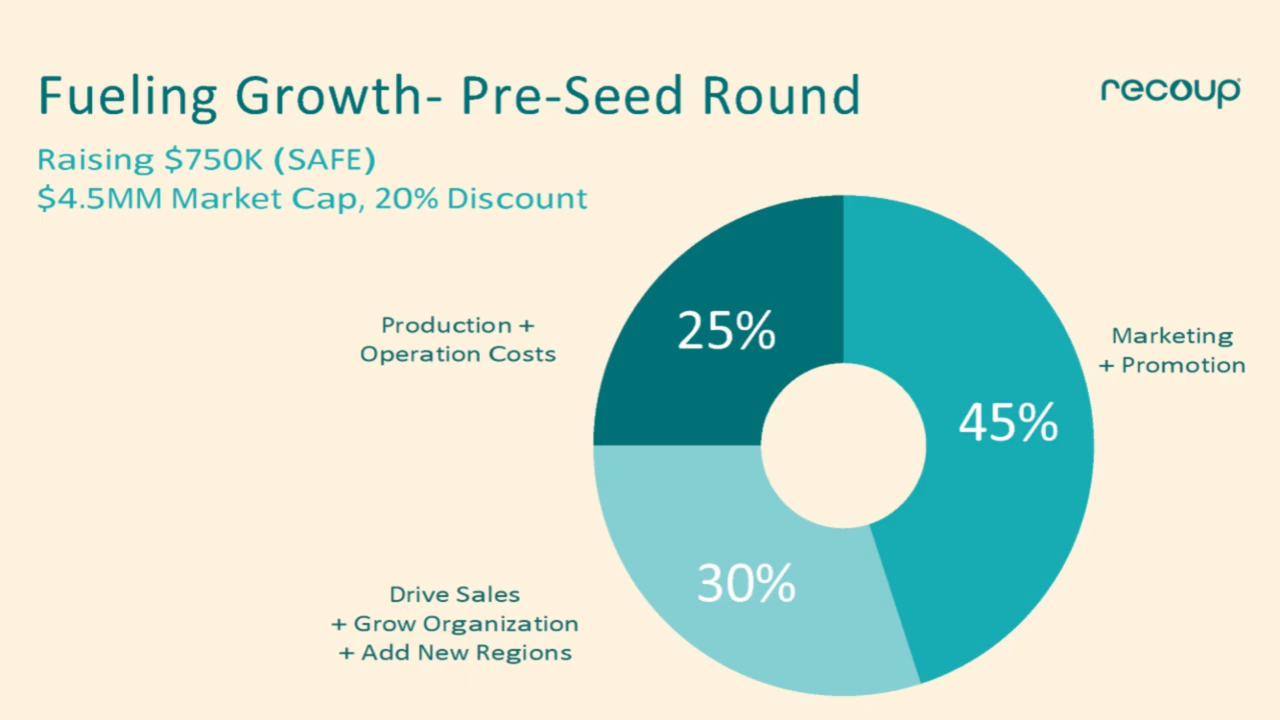 Fueling Growth- Pre-Seed Round
recoup
Raising $750K (SAFE)
$4.5MM Market Cap, 20% Discount
Production +
Operation Costs
25%
45%
Marketing
+ Promotion
30%
Drive Sales
+ Grow Organization
+ Add New Regions